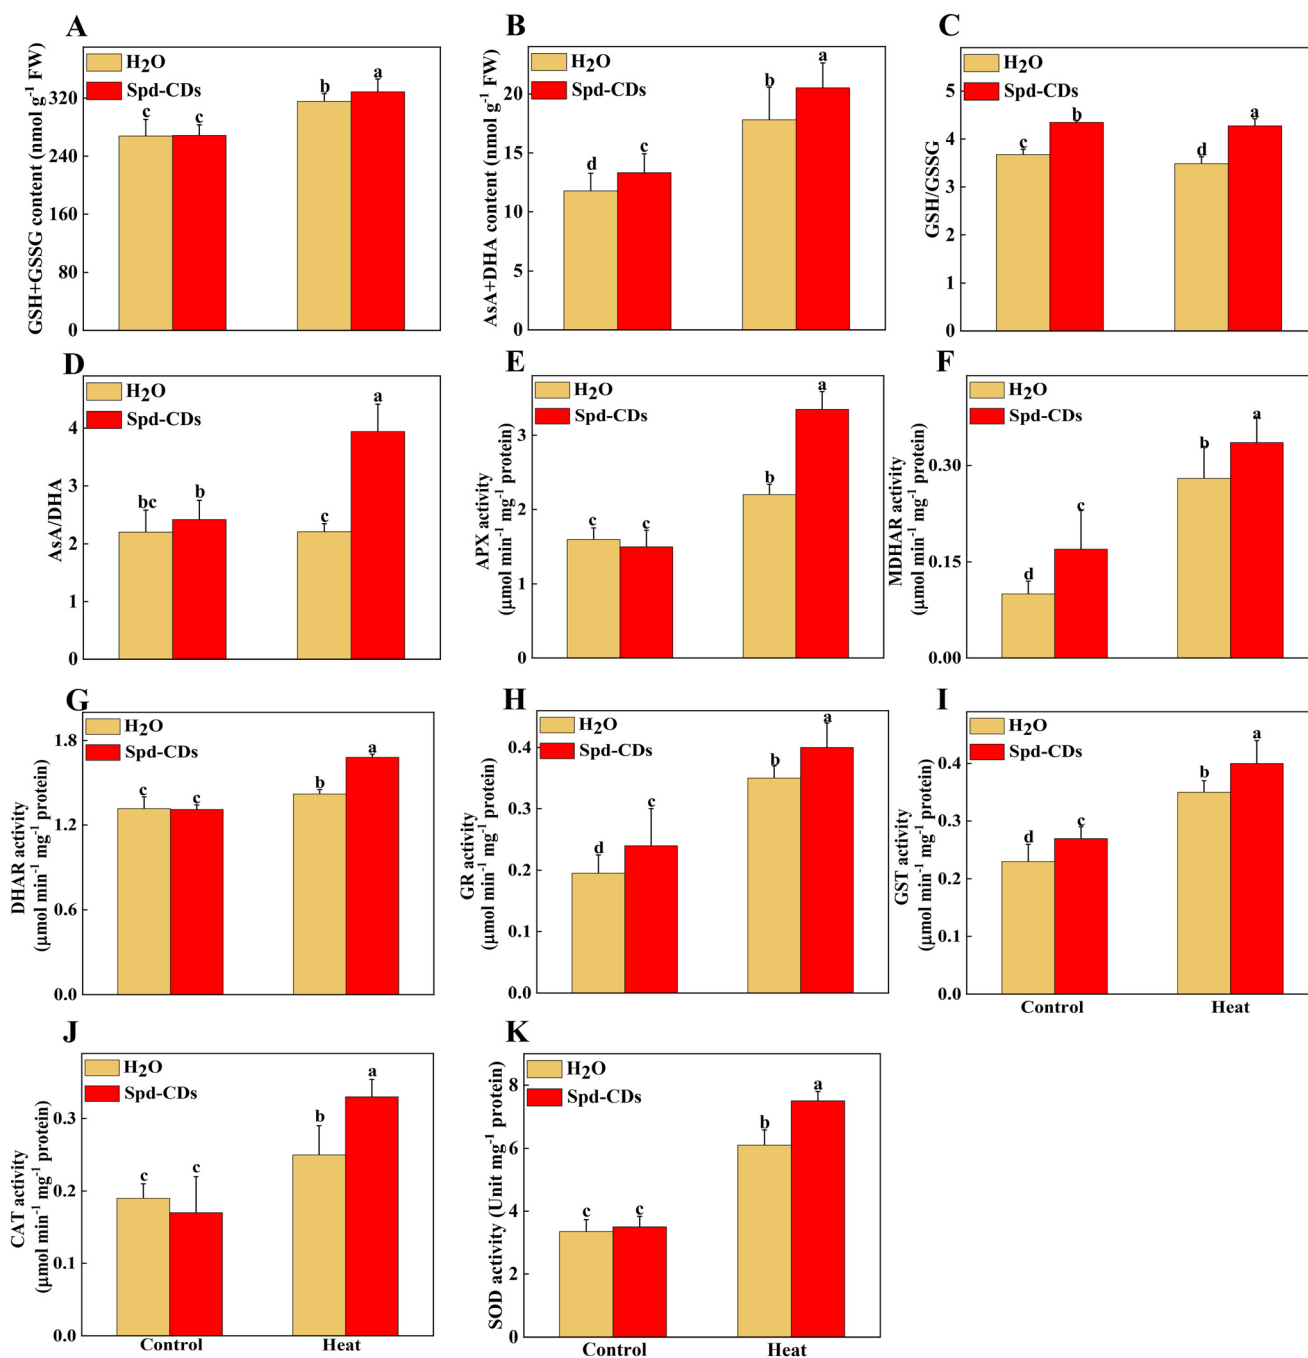 A
GSH+GSSG content (nmol g-1 FW)
320
240
160
80
0
H2O
Spd-CDs
c
c
b
a
B
AsA+DHA content (nmol g-1 FW)
20
15
10
5
0
H2O
Spd-CDs
d
c
b
a
C
GSH/GSSG
5
4
3
2
1
0
H2O
Spd-CDs
c
b
d
a
D
AsA/DHA
4
3
2
1
0
H2O
Spd-CDs
bc
b
c
a
E
APX activity
(μmol min-1 mg-1 protein)
3
2
1
0
H2O
Spd-CDs
c
c
b
a
F
MDHAR activity
(μmol min-1 mg-1 protein)
0.30
0.15
0.00
H2O
Spd-CDs
d
c
b
a
G
DHAR activity
(μmol min-1 mg-1 protein)
1.8
1.2
0.6
0.0
H2O
Spd-CDs
c
c
b
a
H
GR activity
(μmol min-1 mg-1 protein)
0.4
0.3
0.2
0.1
0.0
H2O
Spd-CDs
d
c
b
a
I
GST activity
(μmol min-1 mg-1 protein)
0.4
0.3
0.2
0.1
0.0
H2O
Spd-CDs
d
c
b
a
Control
Heat
J
CAT activity
(μmol min-1 mg-1 protein)
0.3
0.2
0.1
0.0
H2O
Spd-CDs
c
c
b
a
Control
Heat
K
SOD activity (Unit mg-1 protein)
8
6
4
2
0
H2O
Spd-CDs
c
c
b
a
Control
Heat